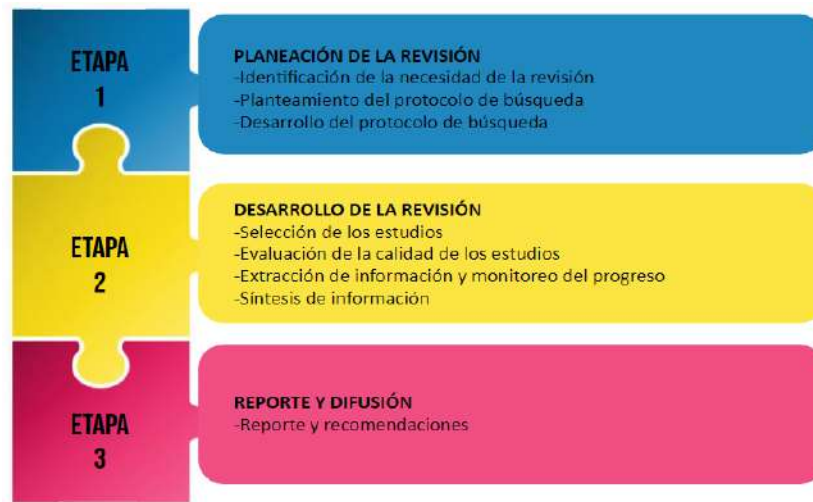 ETAPA
1
PLANEACIÓN DE LA REVISIÓN
-Identificación de la necesidad de la revisión
-Planteamiento del protocolo de búsqueda
-Desarrollo del protocolo de búsqueda
ETAPA
2
DESARROLLO DE LA REVISIÓN
-Selección de los estudios
-Evaluación de la calidad de los estudios
-Extracción de información y monitoreo del progreso
-Síntesis de información
ETAPA
3
REPORTE Y DIFUSIÓN
-Reporte y recomendaciones